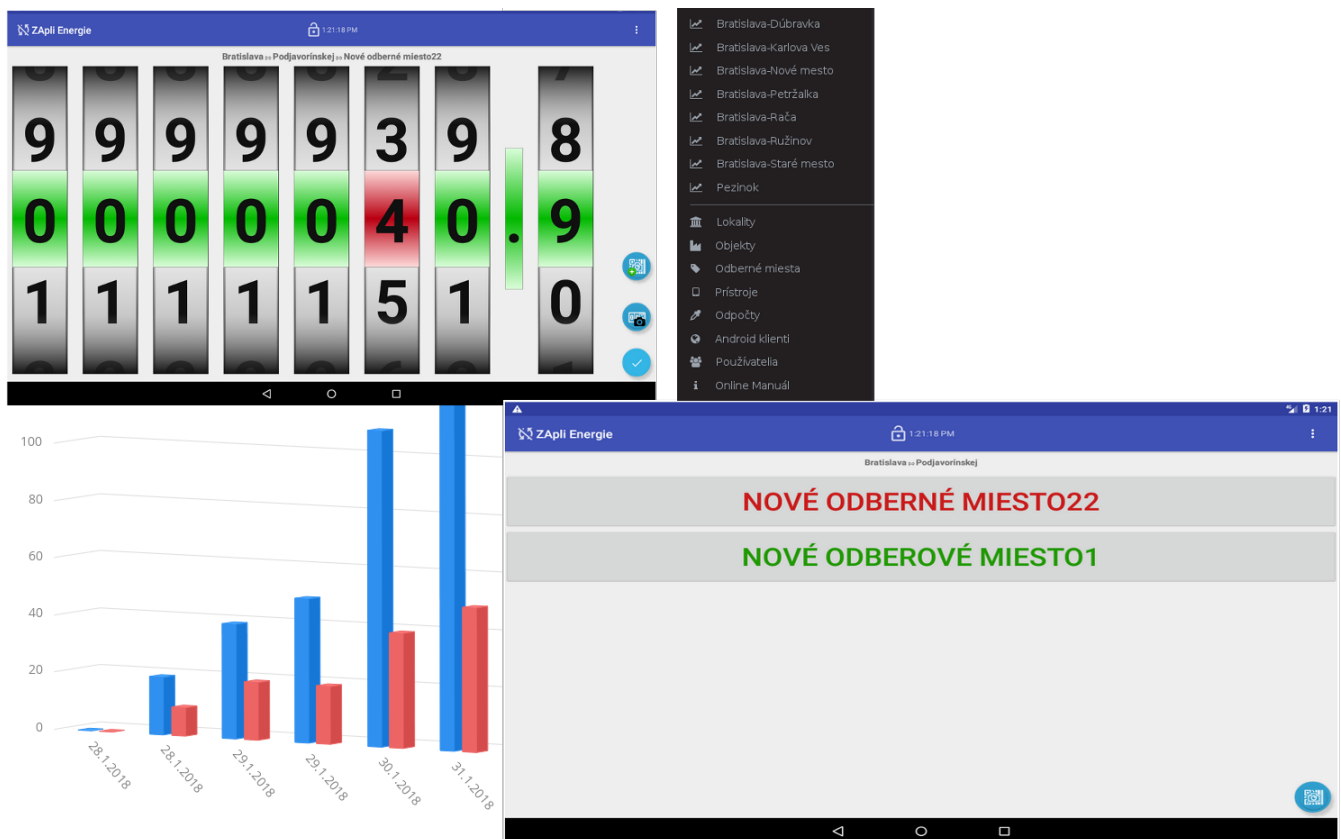 ZApli Energie
1:21:18 PM
Bratislava >> Podjavorinskej >> Nové odberné miesto22
9 9 9 9 9 3 9 8
0 0 0 0 0 4 0 . 9
1 1 1 1 1 5 1 0
Bratislava-Dúbravka
Bratislava-Karlova Ves
Bratislava-Nové mesto
Bratislava-Petržalka
Bratislava-Rača
Bratislava-Ružinov
Bratislava-Staré mesto
Pezinok
Lokality
Objekty
Odberné miesta
Prístroje
Odpočty
Android klienti
Používatelia
Online Manuál
100
80
60
40
20
0
28.1.2018
28.1.2018
29.1.2018
29.1.2018
30.1.2018
31.1.2018
1:21
ZApli Energie
1:21:18 PM
Bratislava >> Podjavorinskej
NOVÉ ODBERNÉ MIESTO22
NOVÉ ODBEROVÉ MIESTO1